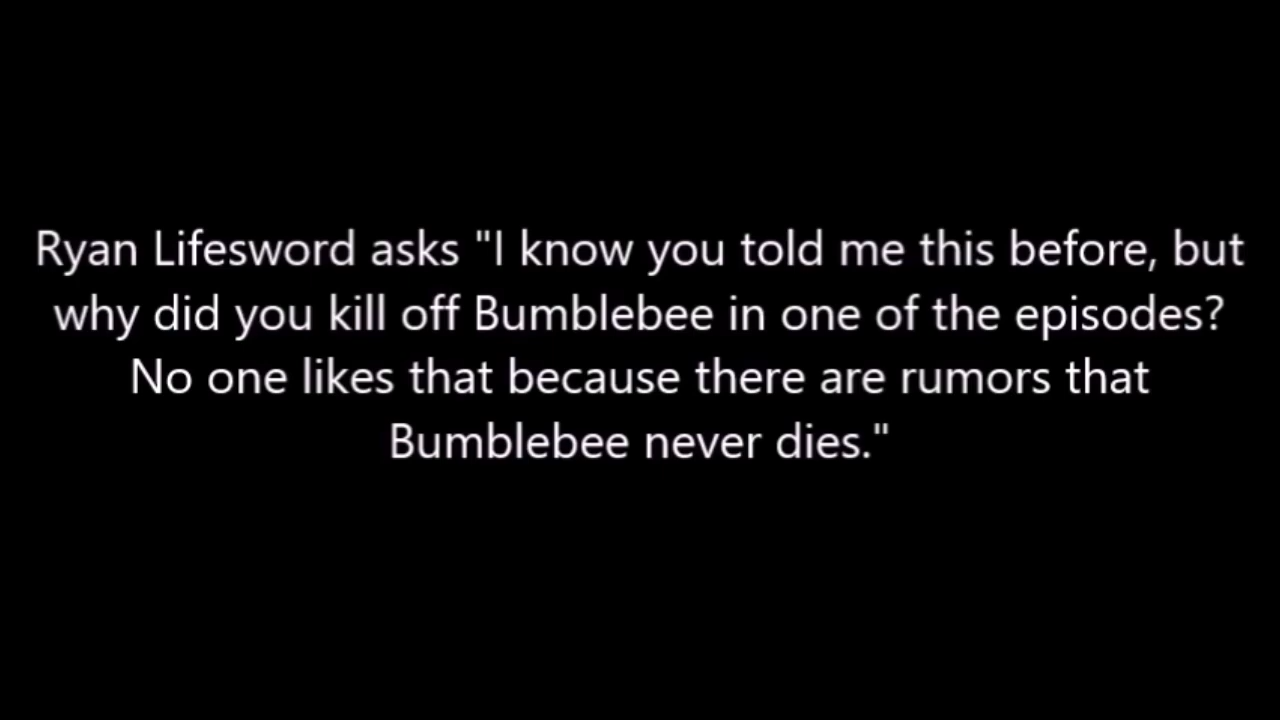 Ryan Lifesword asks "I know you told me this before, but
why did you kill off Bumblebee in one of the episodes?
No one likes that because there are rumors that
Bumblebee never dies."